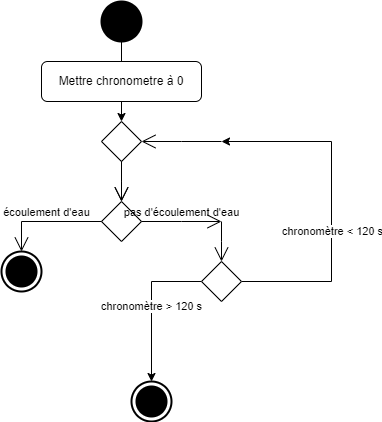 Mettre chronometre à 0
écoulement d'eau
pas d'écoulement d'eau
chronomètre < 120 s
chronomètre > 120 s